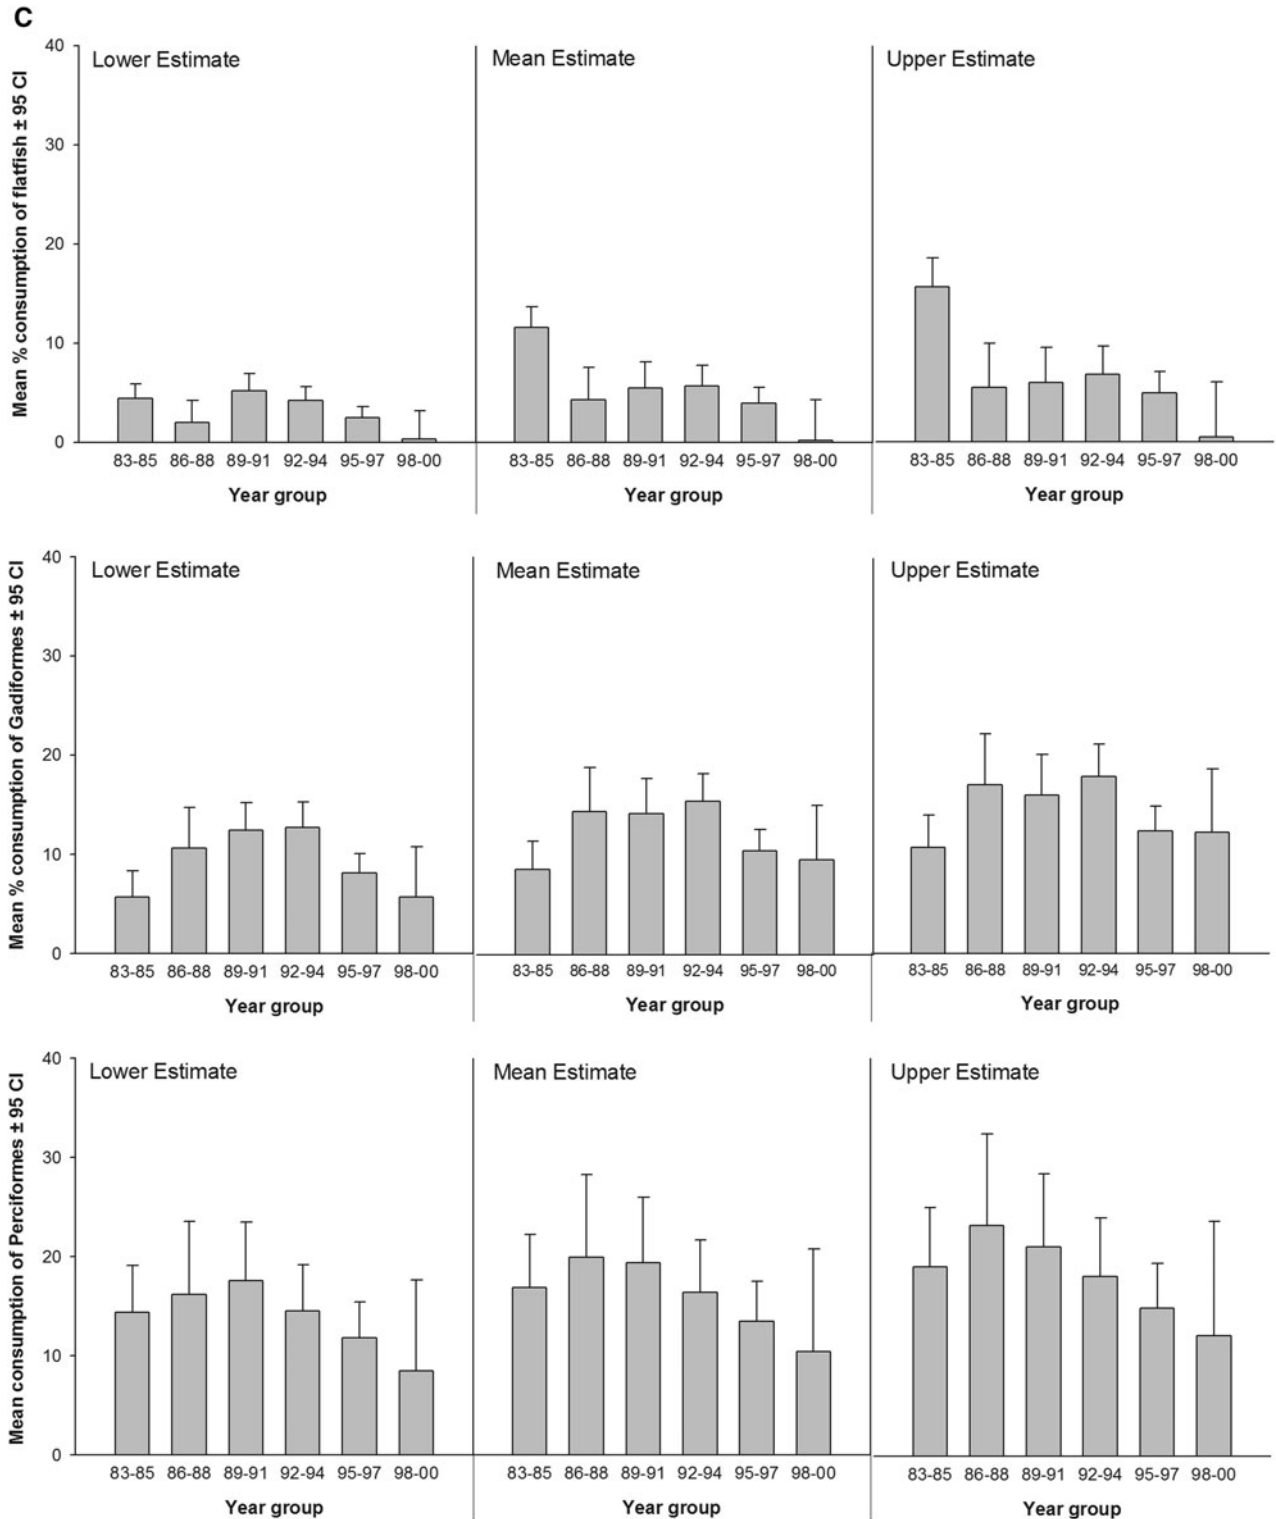 C
Mean % consumption of flatfish ± 95 CI
40
30
20
10
0
Lower Estimate
Mean Estimate
Upper Estimate
83-85 86-88 89-91 92-94 95-97 98-00
83-85 86-88 89-91 92-94 95-97 98-00
83-85 86-88 89-91 92-94 95-97 98-00
Year group
Year group
Year group
Mean % consumption of Gadiformes ± 95 CI
40
30
20
10
0
Lower Estimate
Mean Estimate
Upper Estimate
83-85 86-88 89-91 92-94 95-97 98-00
83-85 86-88 89-91 92-94 95-97 98-00
83-85 86-88 89-91 92-94 95-97 98-00
Year group
Year group
Year group
Mean consumption of Perciformes ± 95 CI
40
30
20
10
0
Lower Estimate
Mean Estimate
Upper Estimate
83-85 86-88 89-91 92-94 95-97 98-00
83-85 86-88 89-91 92-94 95-97 98-00
83-85 86-88 89-91 92-94 95-97 98-00
Year group
Year group
Year group